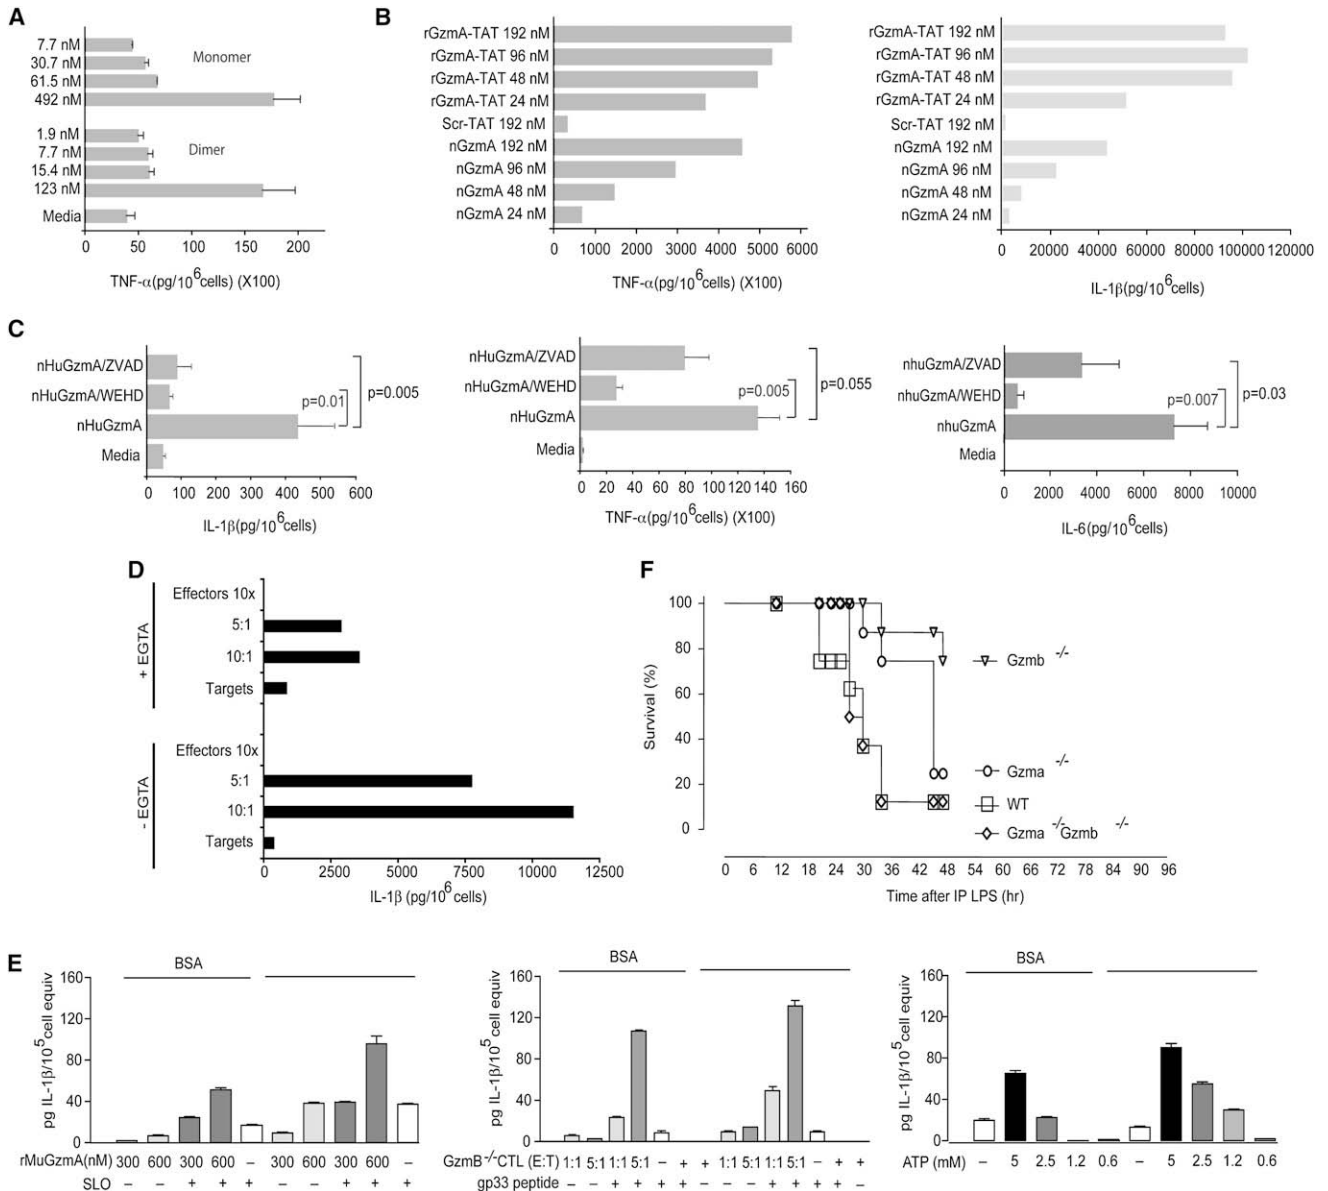 A
7.7 nM
30.7 nM
61.5 nM
492 nM
Monomer
1.9 nM
7.7 nM
15.4 nM
123 nM
Dimer
Media
0 50 100 150 200
TNF-α(pg/10⁶cells) (X100)
B
rGzmA-TAT 192 nM
rGzmA-TAT 96 nM
rGzmA-TAT 48 nM
rGzmA-TAT 24 nM
Scr-TAT 192 nM
nGzmA 192 nM
nGzmA 96 nM
nGzmA 48 nM
nGzmA 24 nM
0 1000 2000 3000 4000 5000 6000
TNF-α(pg/10⁶cells) (X100)
rGzmA-TAT 192 nM
rGzmA-TAT 96 nM
rGzmA-TAT 48 nM
rGzmA-TAT 24 nM
Scr-TAT 192 nM
nGzmA 192 nM
nGzmA 96 nM
nGzmA 48 nM
nGzmA 24 nM
0 20000 40000 60000 80000 100000 120000
IL-1β(pg/10⁶cells)
C
nHuGzmA/ZVAD
nHuGzmA/WEHD
nHuGzmA
Media
p=0.01
p=0.005
0 100 200 300 400 500 600
IL-1β(pg/10⁶cells)
nHuGzmA/ZVAD
nHuGzmA/WEHD
nHuGzmA
Media
p=0.005
p=0.055
0 20 40 60 80 100 120 140 160
TNF-α(pg/10⁶cells) (X100)
nhuGzmA/ZVAD
nhuGzmA/WEHD
nhuGzmA
Media
p=0.007
p=0.03
0 2000 4000 6000 8000 10000
IL-6(pg/10⁶cells)
D
+ EGTA
Effectors 10x
5:1
10:1
Targets
- EGTA
Effectors 10x
5:1
10:1
Targets
0 2500 5000 7500 10000 12500
IL-1β (pg/10⁶cells)
F
Survival (%)
100
80
60
40
20
0
Gzmb -/-
Gzma -/-
WT
Gzma -/- Gzmb -/-
0 6 12 18 24 30 36 42 48 54 60 66 72 78 84 90 96
Time after IP LPS (hr)
E
pg IL-1β/10⁵cell equiv
160
120
80
40
0
BSA
rMuGzmA(nM) 300 600 300 600 – 300 600 300 600 –
SLO – – + + + – – + + +
pg IL-1β/10⁵cell equiv
160
120
80
40
0
BSA
GzmB-/-CTL (E:T) 1:1 5:1 1:1 5:1 – + + 1:1 5:1 1:1 5:1 – + +
gp33 peptide – – + + + + – – – + + + + –
pg IL-1β/10⁵cell equiv
160
120
80
40
0
BSA
ATP (mM) – 5 2.5 1.2 0.6 – 5 2.5 1.2 0.6